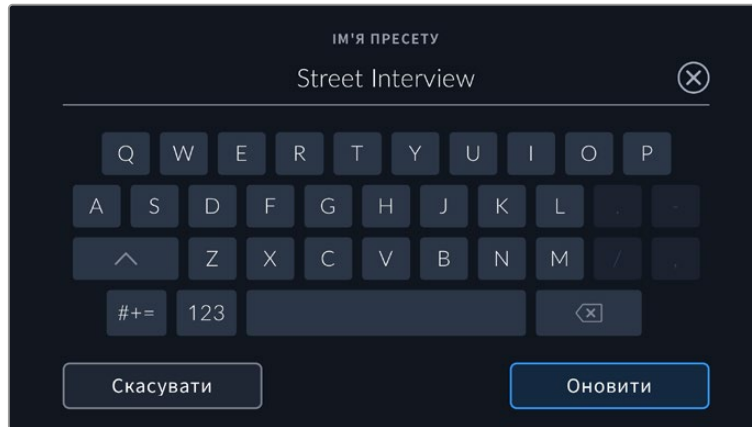 ІМ'Я ПРЕСЕТУ
Street Interview
Q W E R T Y U I O P
A S D F G H J K L . -
Z X C V B N M / ,
#+= 123
Скасувати Оновити